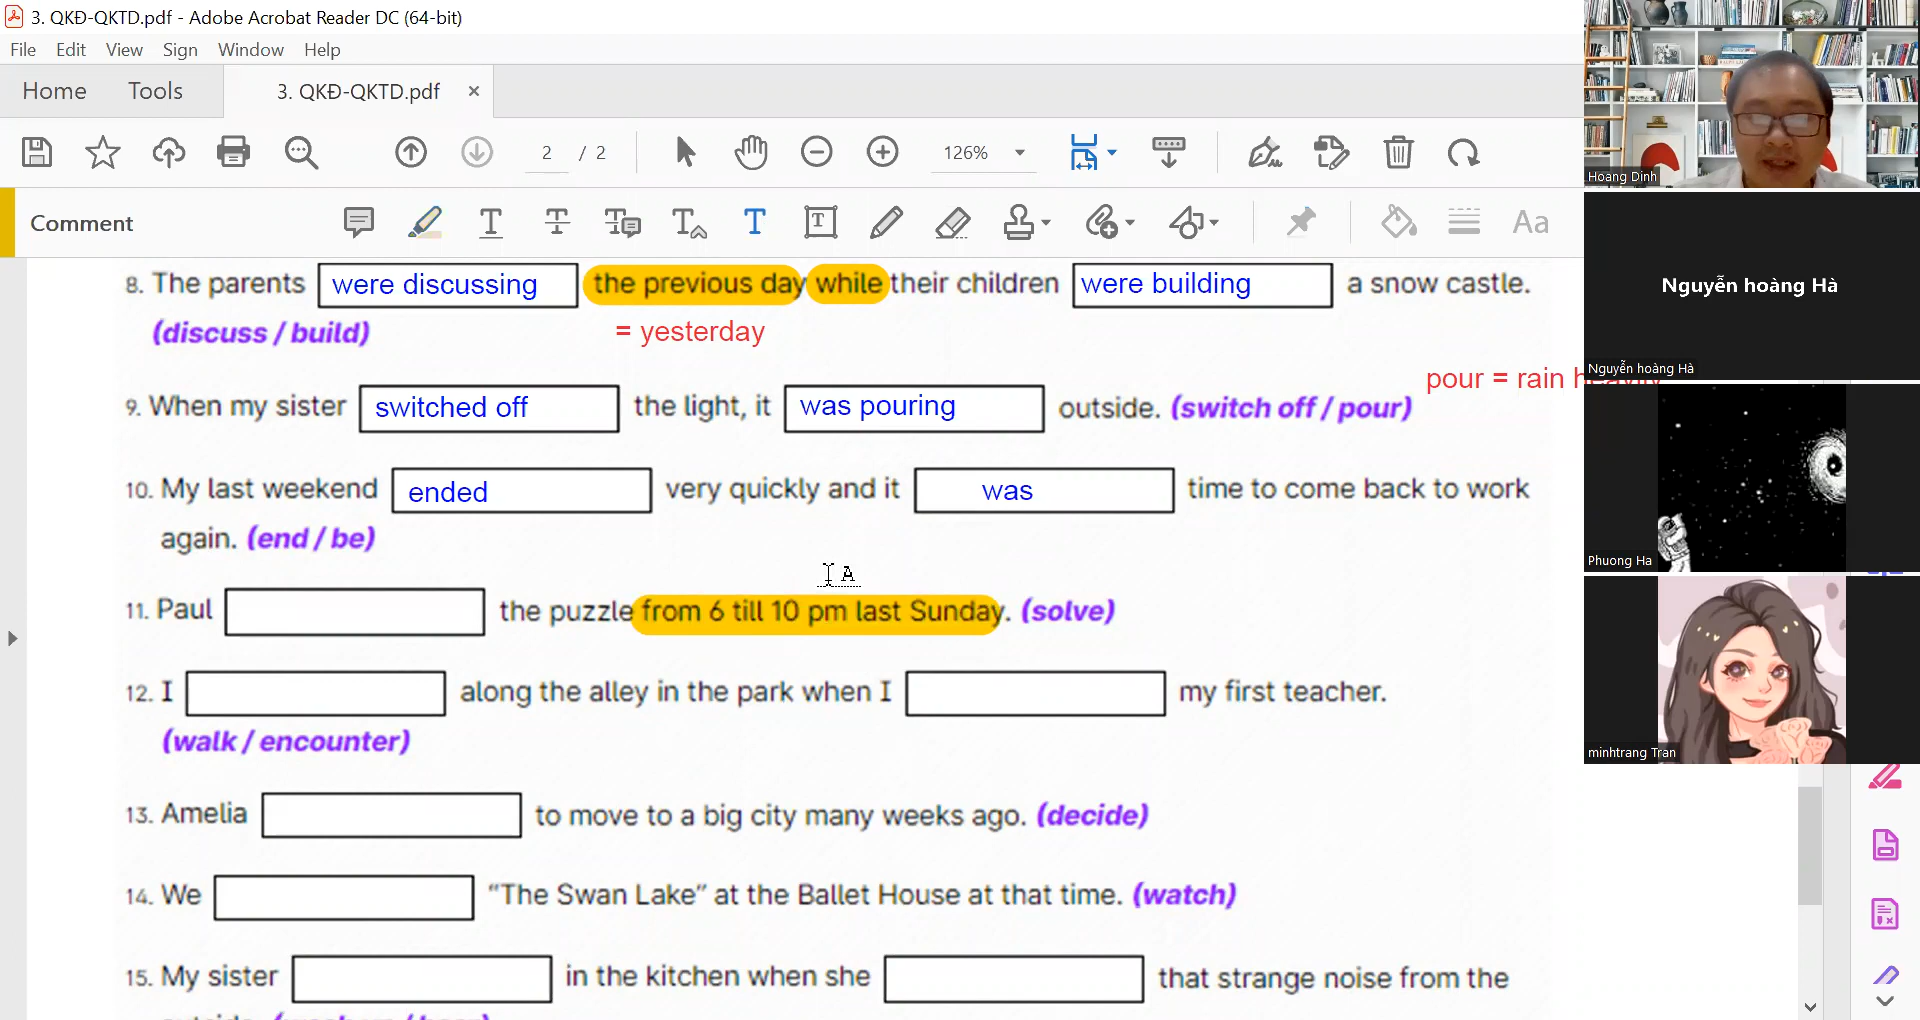 3. QKĐ-QKTD.pdf - Adobe Acrobat Reader DC (64-bit)
File Edit View Sign Window Help
Home Tools 3. QKĐ-QKTD.pdf ×
2 / 2 126%
Comment
Aa
8. The parents were discussing the previous day while their children were building a snow castle.
(discuss / build) = yesterday
pour = rain
9. When my sister switched off the light, it was pouring outside. (switch off / pour)
10. My last weekend ended very quickly and it was time to come back to work
again. (end / be)
11. Paul the puzzle from 6 till 10 pm last Sunday. (solve)
12. I along the alley in the park when I my first teacher.
(walk / encounter)
13. Amelia to move to a big city many weeks ago. (decide)
14. We “The Swan Lake” at the Ballet House at that time. (watch)
15. My sister in the kitchen when she that strange noise from the
Hoang Dinh
Nguyễn hoàng Hà
Nguyễn hoàng Hà
Phuong Ha
minhtrang Tran